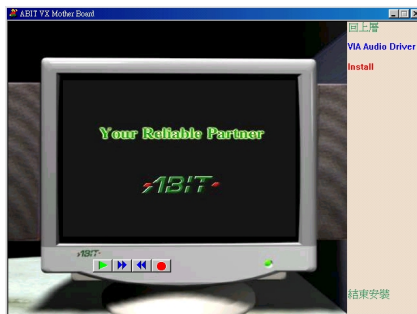 ABIT VX Mother Board
回上層
VIA Audio Driver
Install
Your Reliable Partner
ABIT
ABIT
結束安裝